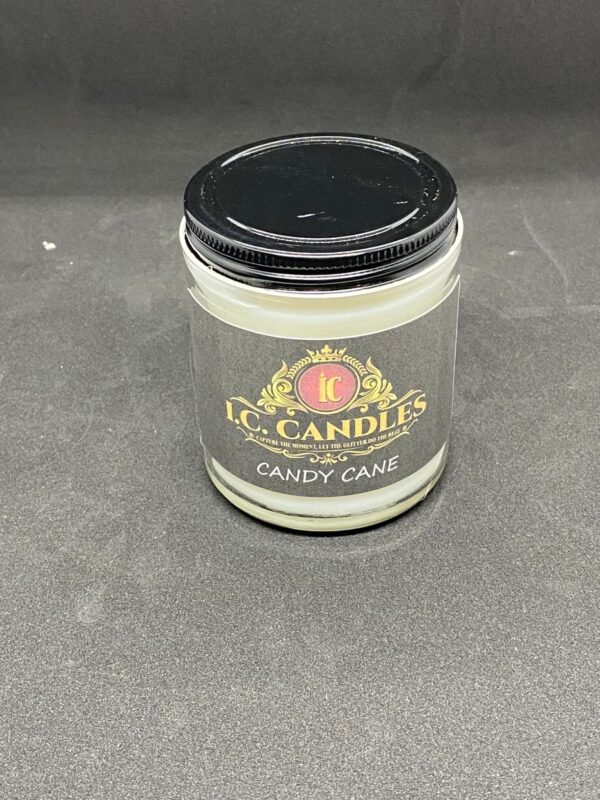 IC
I.C. CANDLES
CAPTURE THE MOMENT, LET THE GLITTER DO THE REST
CANDY CANE